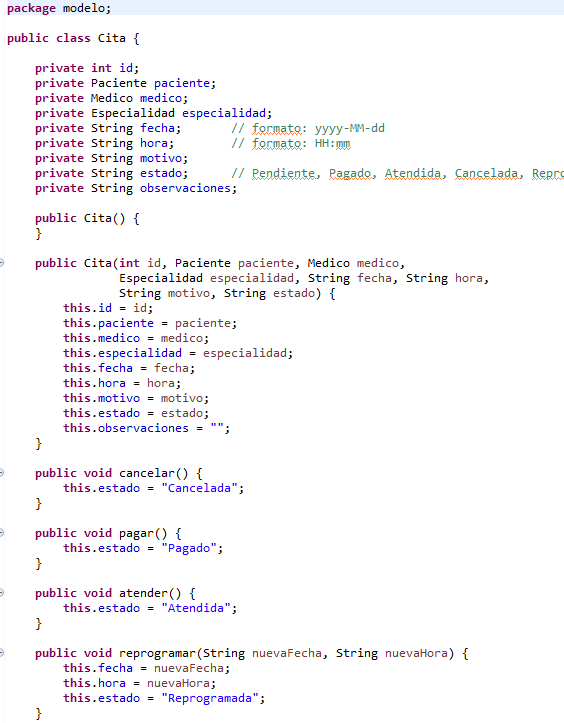 package modelo;
public class Cita {
private int id;
private Paciente paciente;
private Medico medico;
private Especialidad especialidad;
private String fecha;       // formato: yyyy-MM-dd
private String hora;        // formato: HH:mm
private String motivo;
private String estado;      // Pendiente, Pagado, Atendida, Cancelada, Repro
private String observaciones;
public Cita() {
}
public Cita(int id, Paciente paciente, Medico medico,
Especialidad especialidad, String fecha, String hora,
String motivo, String estado) {
this.id = id;
this.paciente = paciente;
this.medico = medico;
this.especialidad = especialidad;
this.fecha = fecha;
this.hora = hora;
this.motivo = motivo;
this.estado = estado;
this.observaciones = "";
}
public void cancelar() {
this.estado = "Cancelada";
}
public void pagar() {
this.estado = "Pagado";
}
public void atender() {
this.estado = "Atendida";
}
public void reprogramar(String nuevaFecha, String nuevaHora) {
this.fecha = nuevaFecha;
this.hora = nuevaHora;
this.estado = "Reprogramada";
}